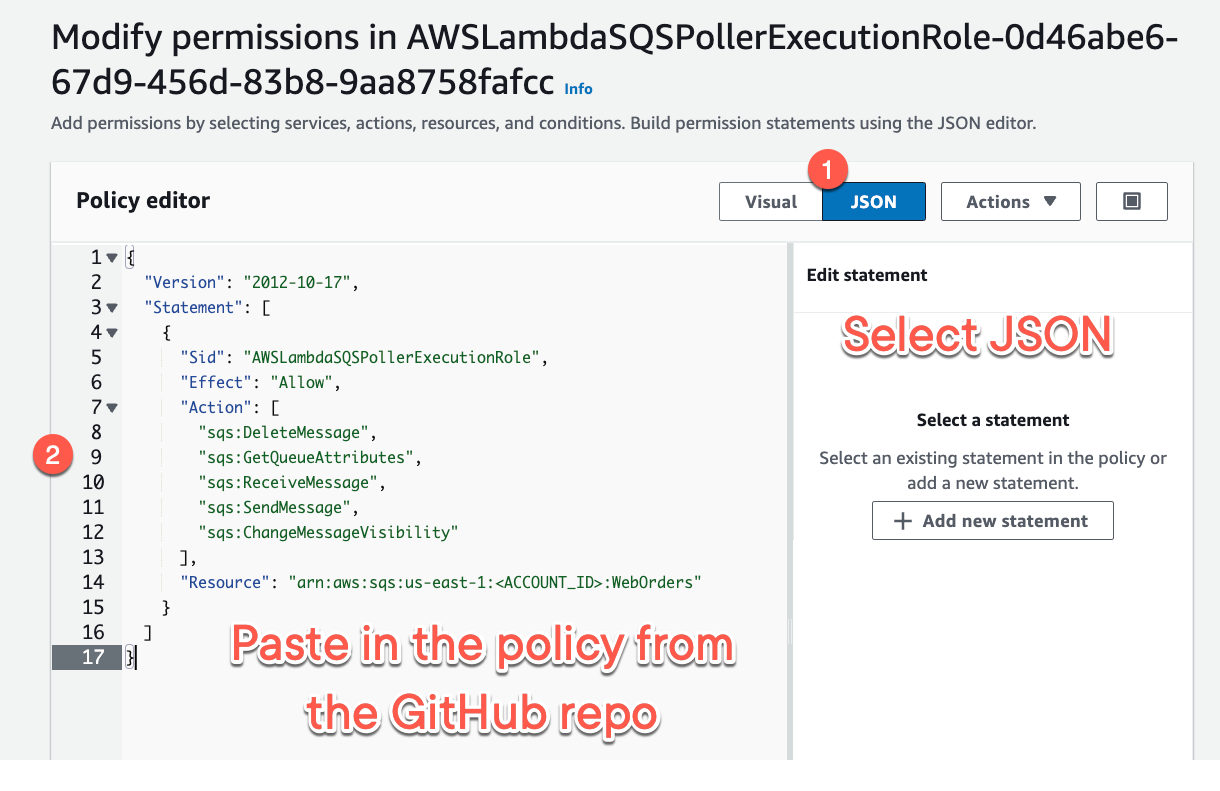 Modify permissions in AWSLambdaSQSPollerExecutionRole-0d46abe6-
67d9-456d-83b8-9aa8758fafcc Info
Add permissions by selecting services, actions, resources, and conditions. Build permission statements using the JSON editor.
1
Policy editor
Visual JSON Actions
1 {
2 "Version": "2012-10-17",
3 "Statement": [
4 {
5 "Sid": "AWSLambdaSQSPollerExecutionRole",
6 "Effect": "Allow",
7 "Action": [
8 "sqs:DeleteMessage",
2
9 "sqs:GetQueueAttributes",
10 "sqs:ReceiveMessage",
11 "sqs:SendMessage",
12 "sqs:ChangeMessageVisibility"
13 ],
14 "Resource": "arn:aws:sqs:us-east-1:<ACCOUNT_ID>:WebOrders"
15 }
16 ]
17 }
Paste in the policy from
the GitHub repo
Edit statement
Select JSON
Select a statement
Select an existing statement in the policy or
add a new statement.
+ Add new statement